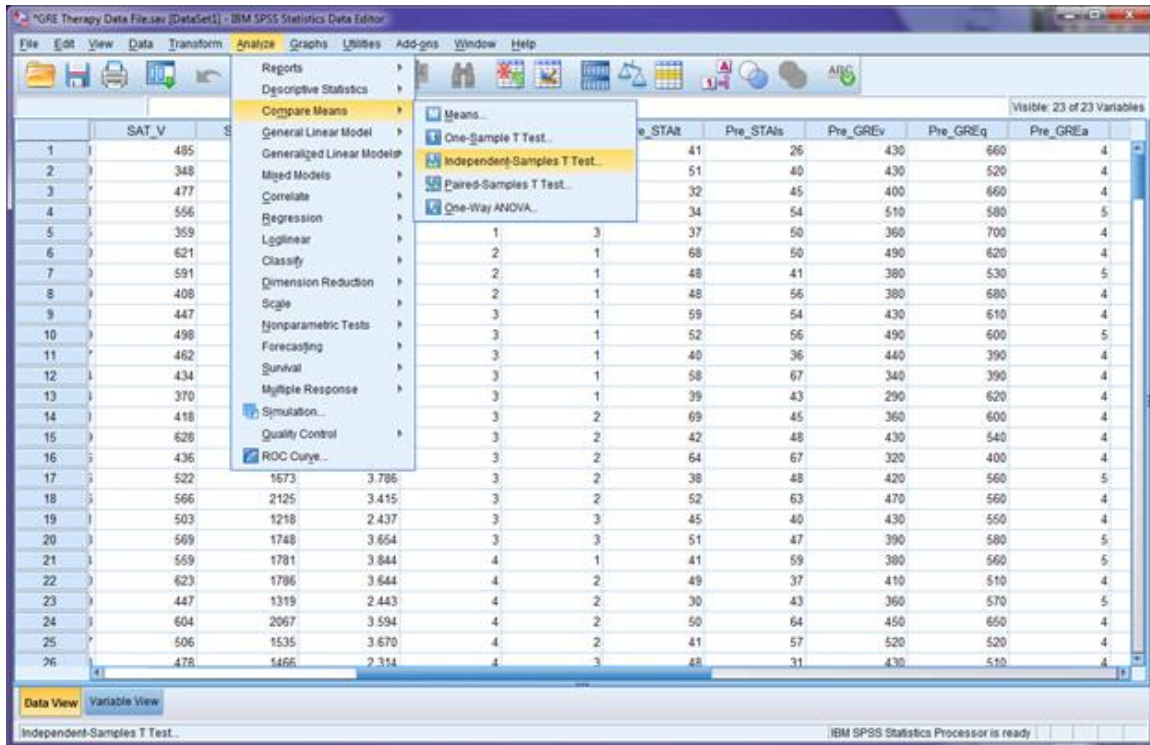 *GRE Therapy Data File.sav [DataSet1] - IBM SPSS Statistics Data Editor
File Edit View Data Transform Analyze Graphs Utilities Add-ons Window Help
Visible: 23 of 23 Variables
Reports
Descriptive Statistics
Compare Means
General Linear Model
Generalized Linear Models
Mixed Models
Correlate
Regression
Loglinear
Classify
Dimension Reduction
Scale
Nonparametric Tests
Forecasting
Survival
Multiple Response
Simulation...
Quality Control
ROC Curve...
Means...
One-Sample T Test...
Independent-Samples T Test...
Paired-Samples T Test...
One-Way ANOVA...
SAT_V S e_STAIt Pre_STAIs Pre_GREv Pre_GREq Pre_GREa
1 485 41 26 430 660 4
2 348 51 40 430 520 4
3 477 32 45 400 660 4
4 556 34 54 510 580 5
5 359 1 3 37 50 360 700 4
6 621 2 1 68 50 490 620 4
7 591 2 1 48 41 380 530 5
8 408 2 1 48 56 380 680 4
9 447 3 1 59 54 430 610 4
10 498 3 1 52 56 490 600 5
11 462 3 1 40 36 440 390 4
12 434 3 1 58 67 340 390 4
13 370 3 1 39 43 290 620 4
14 418 3 2 69 45 360 600 4
15 628 3 2 42 48 430 540 4
16 436 3 2 64 67 320 400 4
17 522 1673 3.786 3 2 38 48 420 560 5
18 566 2125 3.415 3 2 52 63 470 560 4
19 503 1218 2.437 3 3 45 40 430 550 4
20 569 1748 3.654 3 3 51 47 390 580 5
21 559 1781 3.844 4 1 41 59 380 560 5
22 623 1786 3.644 4 2 49 37 410 510 4
23 447 1319 2.443 4 2 30 43 360 570 5
24 604 2067 3.594 4 2 50 64 450 650 4
25 506 1535 3.670 4 2 41 57 520 520 4
26 478 1466 2.314 4 3 48 31 430 510 4
Data View Variable View
Independent-Samples T Test...
IBM SPSS Statistics Processor is ready